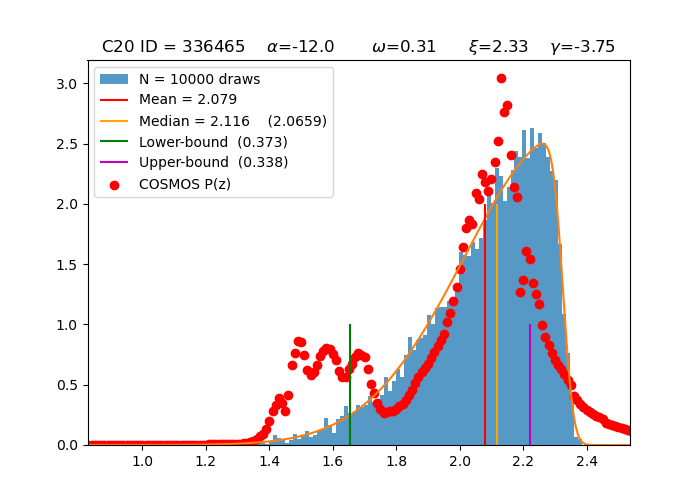 C20 ID = 336465 α=-12.0 ω=0.31 ξ=2.33 γ=-3.75
N = 10000 draws
Mean = 2.079
Median = 2.116 (2.0659)
Lower-bound (0.373)
Upper-bound (0.338)
COSMOS P(z)
3.0
2.5
2.0
1.5
1.0
0.5
0.0
1.0 1.2 1.4 1.6 1.8 2.0 2.2 2.4